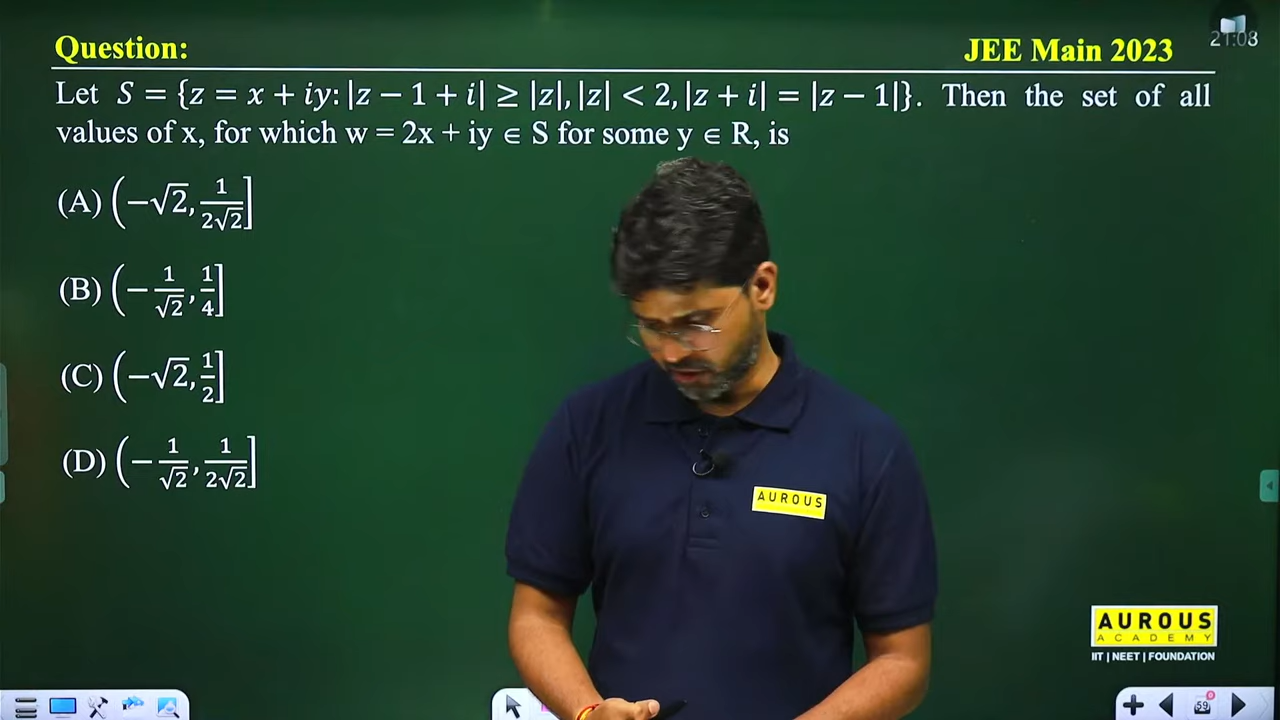 21:08
Question:
JEE Main 2023
Let S = {z = x + iy: |z − 1 + i| ≥ |z|, |z| < 2, |z + i| = |z − 1|}. Then the set of all
values of x, for which w = 2x + iy ∈ S for some y ∈ R, is
(A) (−√2, 1/(2√2)]
(B) (−1/√2, 1/4]
(C) (−√2, 1/2]
(D) (−1/√2, 1/(2√2)]
AUROUS
AUROUS
ACADEMY
IIT | NEET | FOUNDATION
59